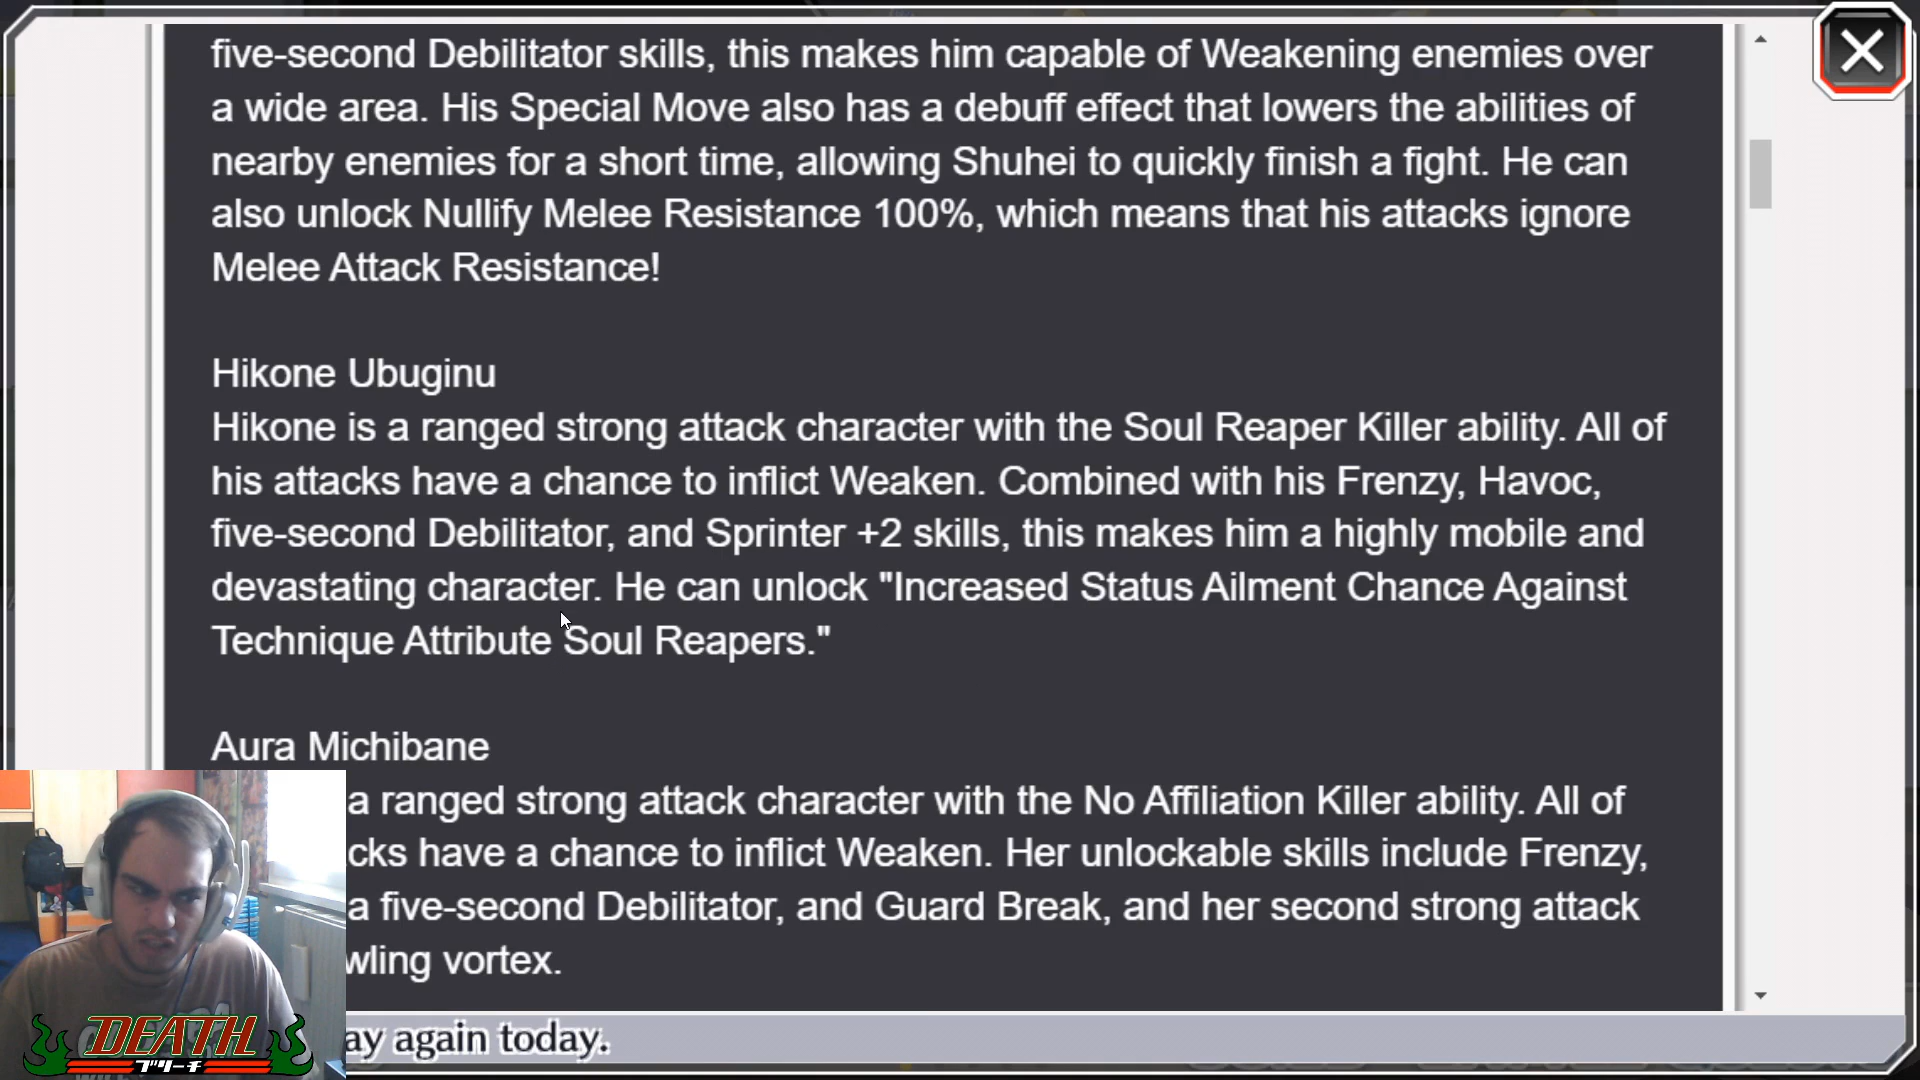 five-second Debilitator skills, this makes him capable of Weakening enemies over
a wide area. His Special Move also has a debuff effect that lowers the abilities of
nearby enemies for a short time, allowing Shuhei to quickly finish a fight. He can
also unlock Nullify Melee Resistance 100%, which means that his attacks ignore
Melee Attack Resistance!
Hikone Ubuginu
Hikone is a ranged strong attack character with the Soul Reaper Killer ability. All of
his attacks have a chance to inflict Weaken. Combined with his Frenzy, Havoc,
five-second Debilitator, and Sprinter +2 skills, this makes him a highly mobile and
devastating character. He can unlock "Increased Status Ailment Chance Against
Technique Attribute Soul Reapers."
Aura Michibane
a ranged strong attack character with the No Affiliation Killer ability. All of
cks have a chance to inflict Weaken. Her unlockable skills include Frenzy,
a five-second Debilitator, and Guard Break, and her second strong attack
wling vortex.
ay again today.
DEATH
ブリーチ